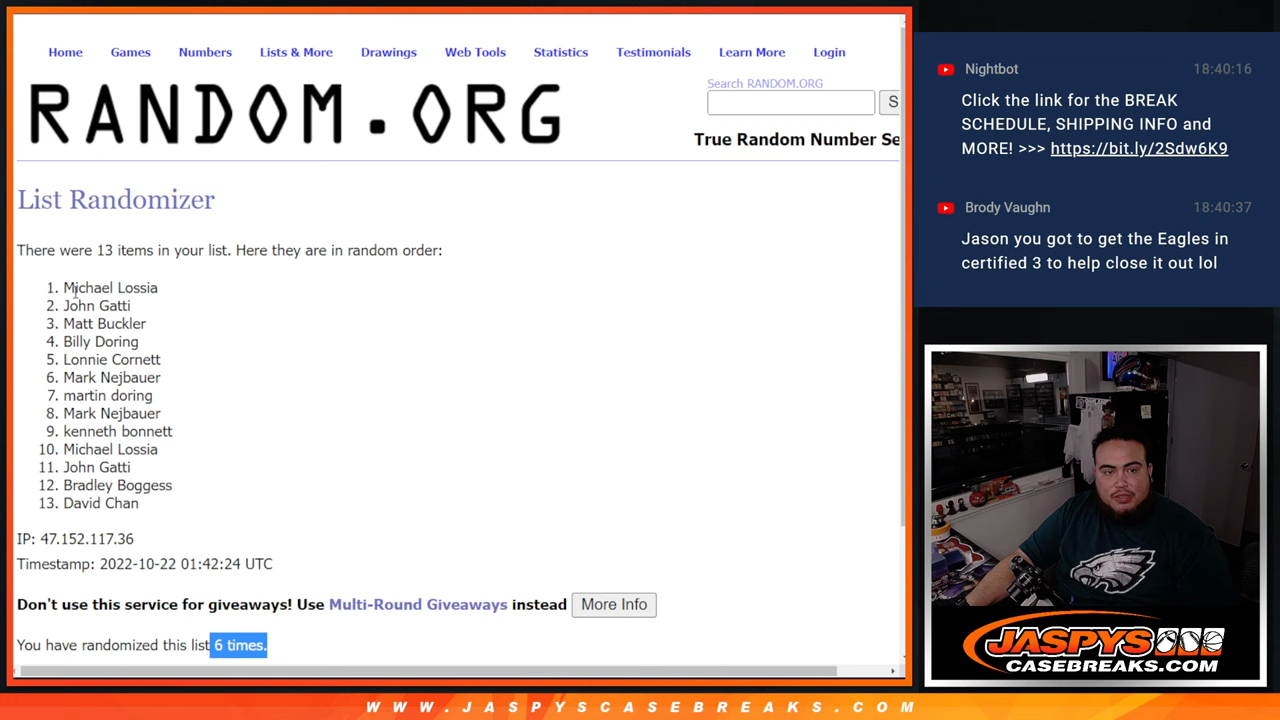 Home Games Numbers Lists & More Drawings Web Tools Statistics Testimonials Learn More Login
RANDOM.ORG
Search RANDOM.ORG
S
True Random Number Se
List Randomizer
There were 13 items in your list. Here they are in random order:
1. Michael Lossia
2. John Gatti
3. Matt Buckler
4. Billy Doring
5. Lonnie Cornett
6. Mark Nejbauer
7. martin doring
8. Mark Nejbauer
9. kenneth bonnett
10. Michael Lossia
11. John Gatti
12. Bradley Boggess
13. David Chan
IP: 47.152.117.36
Timestamp: 2022-10-22 01:42:24 UTC
Don't use this service for giveaways! Use Multi-Round Giveaways instead More Info
You have randomized this list 6 times.
Nightbot 18:40:16
Click the link for the BREAK
SCHEDULE, SHIPPING INFO and
MORE! >>> https://bit.ly/2Sdw6K9
Brody Vaughn 18:40:37
Jason you got to get the Eagles in
certified 3 to help close it out lol
JASPYS
CASEBREAKS.COM
WWW.JASPYSCASEBREAKS.COM